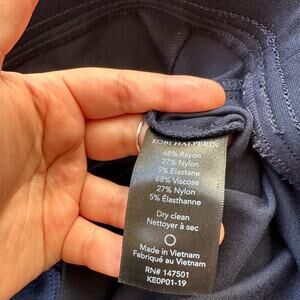 KOBI HALPERIN
68% Rayon
27% Nylon
5% Elastane
68% Viscose
27% Nylon
5% Élasthanne
Dry clean
Nettoyer à sec
Made in Vietnam
Fabriqué au Vietnam
RN# 147501
KE0P01-19